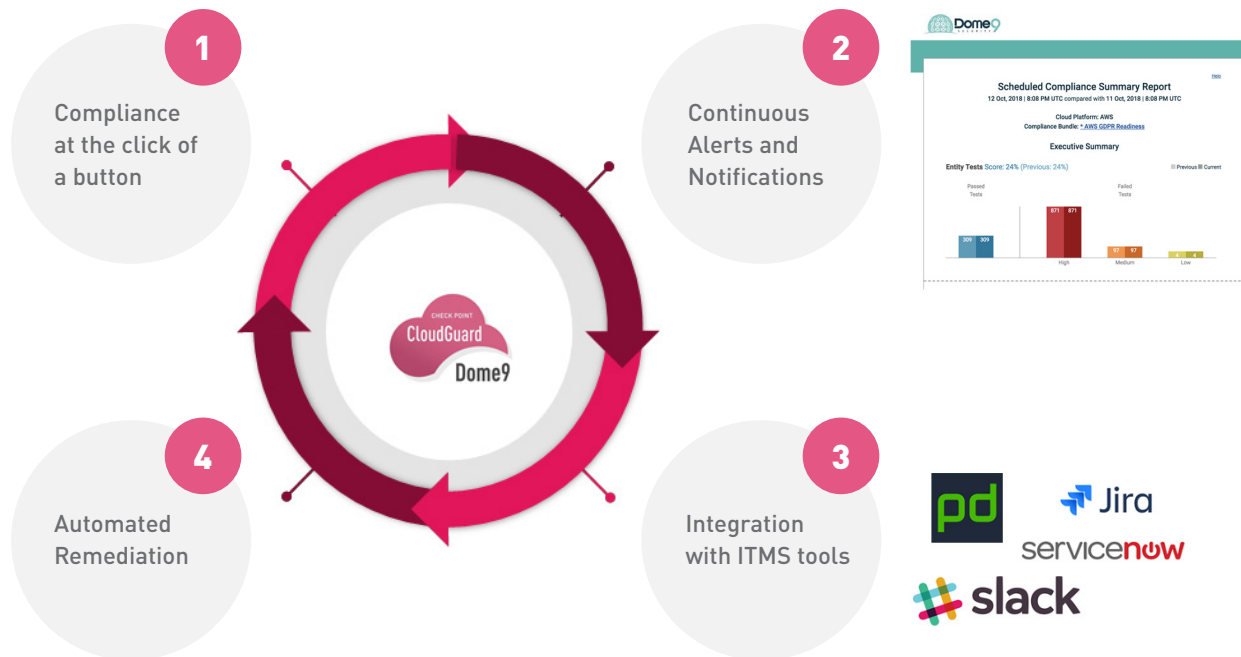 1
Compliance
at the click of
a button
2
Continuous
Alerts and
Notifications
Dome9
SECURITY
Help
Scheduled Compliance Summary Report
12 Oct, 2018 | 8:08 PM UTC compared with 11 Oct, 2018 | 8:08 PM UTC
Cloud Platform: AWS
Compliance Bundle: * AWS GDPR Readiness
Executive Summary
Entity Tests Score: 24% (Previous: 24%)
Previous Current
Passed
Tests
Failed
Tests
309 309
871 871
97 97
4 4
High Medium Low
CHECK POINT
CloudGuard
Dome9
4
Automated
Remediation
3
Integration
with ITMS tools
pd
Jira
servicenow
slack